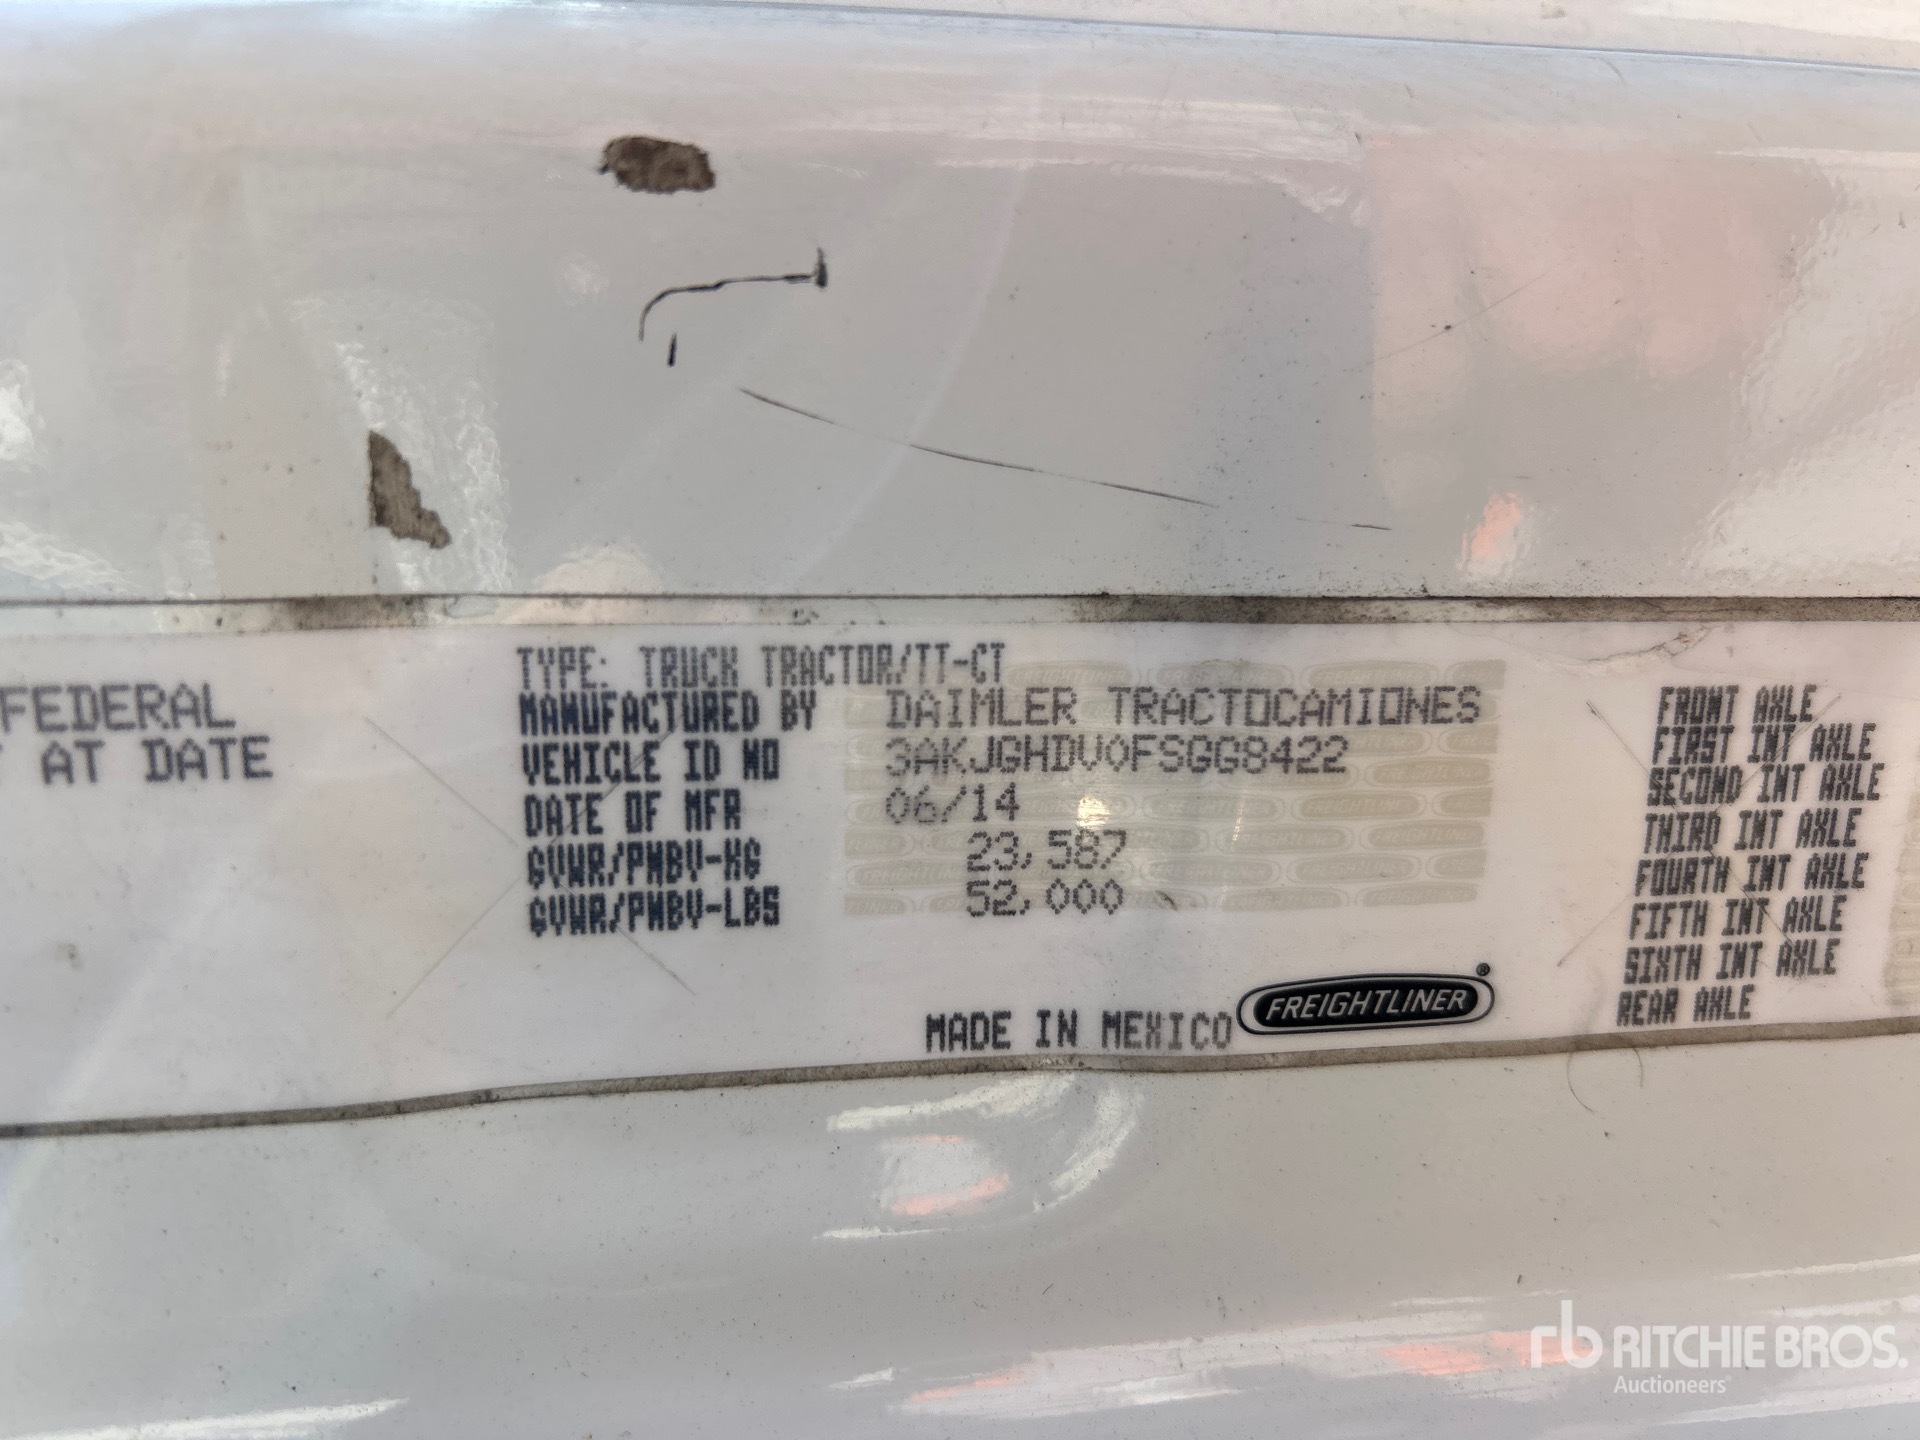 FEDERAL
AT DATE
TYPE: TRUCK TRACTOR/TT-CT
MANUFACTURED BY DAIMLER TRACTOCAMIONES
VEHICLE ID NO 3AKJGHDV0FSGG8422
DATE OF MFR 06/14
GVWR/PNBV-KG 23,587
GVWR/PNBV-LBS 52,000
MADE IN MEXICO
FREIGHTLINER®
FRONT AXLE
FIRST INT AXLE
SECOND INT AXLE
THIRD INT AXLE
FOURTH INT AXLE
FIFTH INT AXLE
SIXTH INT AXLE
REAR AXLE
rb RITCHIE BROS.
Auctioneers